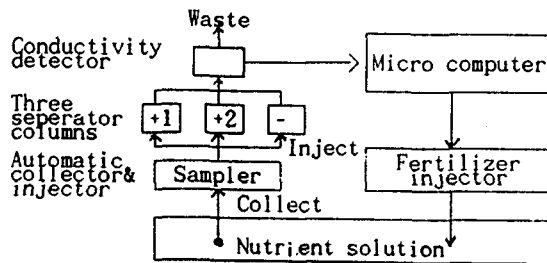 Waste
Conductivity
detector
Micro computer
Three
seperator
columns
+1
+2
-
Automatic
collector&
injector
Sampler
Inject
Fertilizer
injector
Collect
Nutrient solution